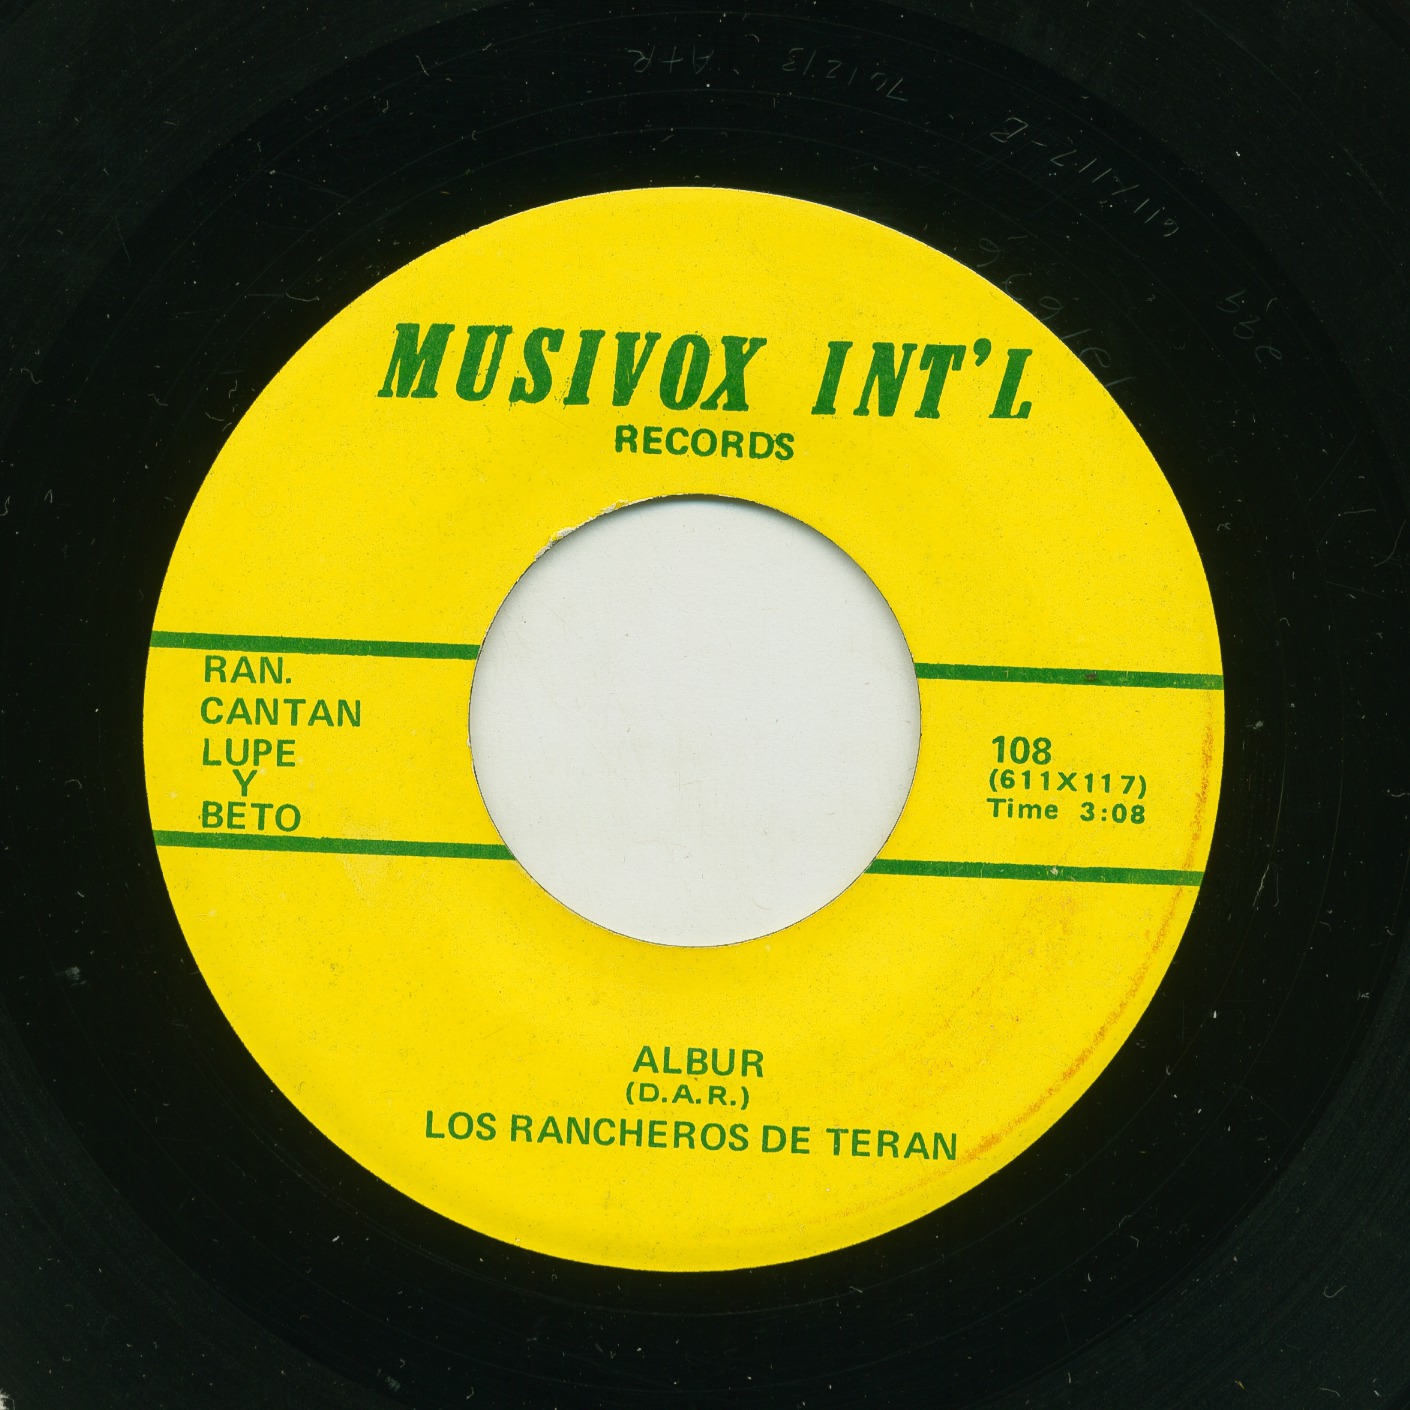 MUSIVOX INT'L
RECORDS
RAN.
CANTAN
LUPE
Y
BETO
108
(611X117)
Time 3:08
ALBUR
(D.A.R.)
LOS RANCHEROS DE TERAN